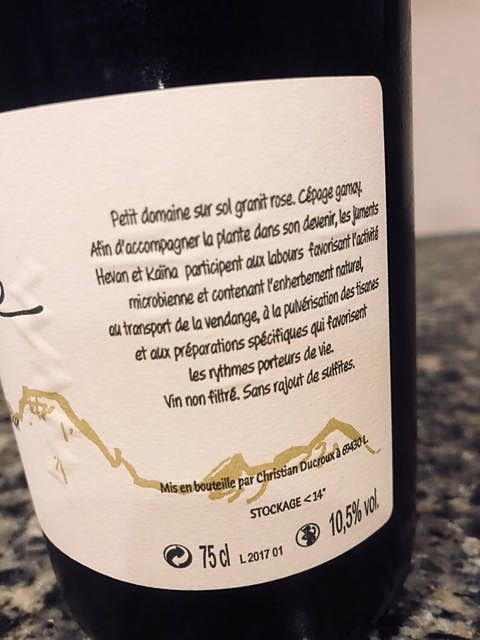 Petit domaine sur sol granit rose. Cépage gamay.
Afin d'accompagner la plante dans son devenir, les juments
Hevan et Kaïna participent aux labours favorisant l'activité
microbienne et contenant l'enherbement naturel,
au transport de la vendange, à la pulvérisation des tisanes
et aux préparations spécifiques qui favorisent
les rythmes porteurs de vie.
Vin non filtré. Sans rajout de sulfites.
Mis en bouteille par Christian Ducroux à 69430 L
STOCKAGE < 14°
75 cl L 2017 01 10,5% vol.